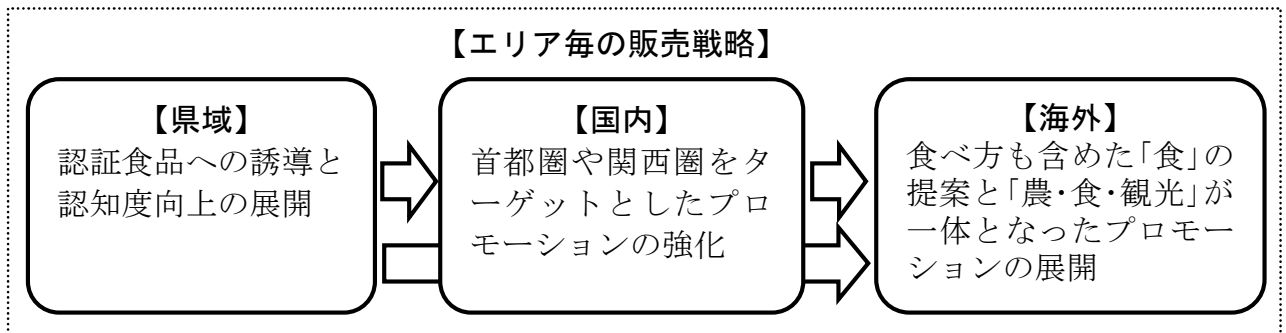 【エリア毎の販売戦略】
【県域】
認証食品への誘導と
認知度向上の展開
【国内】
首都圏や関西圏をタ
ーゲットとしたプロ
モーションの強化
【海外】
食べ方も含めた｢食｣の
提案と｢農･食･観光｣が
一体となったプロモー
ションの展開